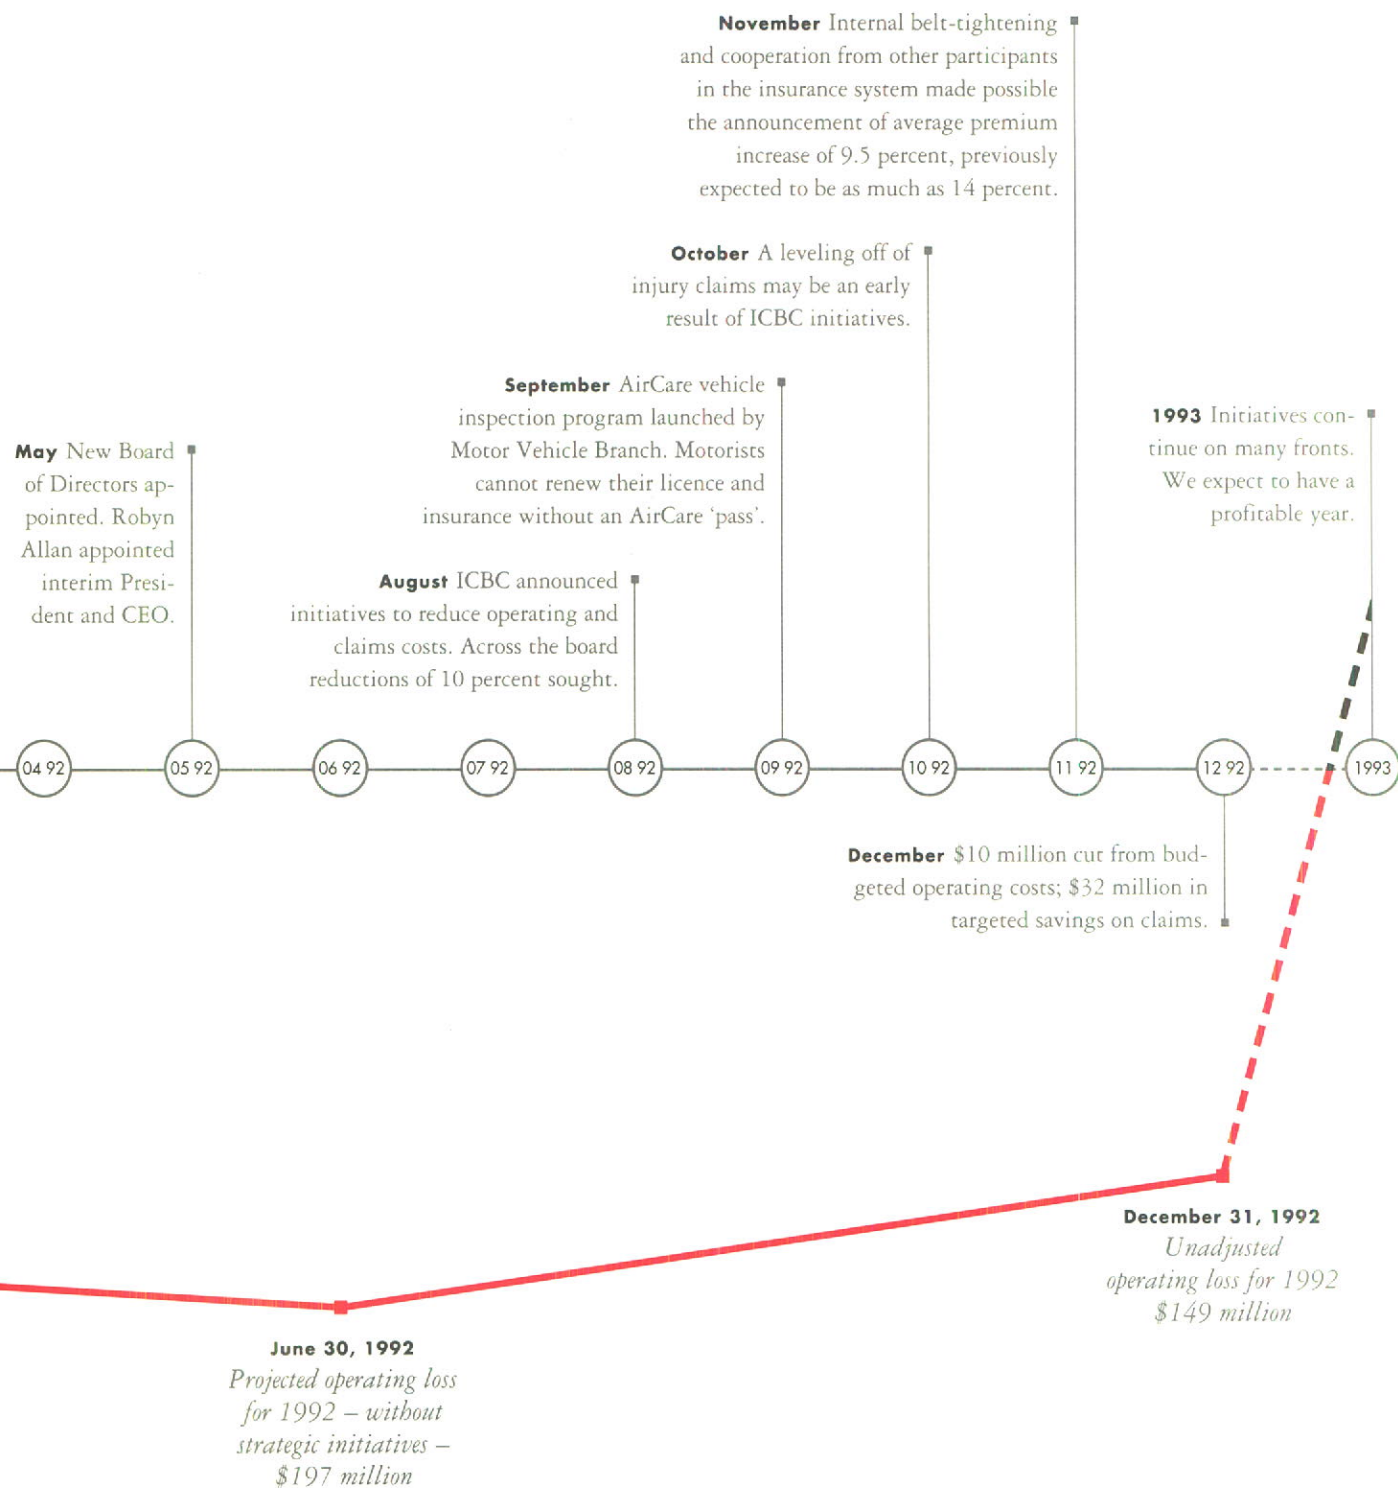 November Internal belt-tightening
and cooperation from other participants
in the insurance system made possible
the announcement of average premium
increase of 9.5 percent, previously
expected to be as much as 14 percent.
October A leveling off of
injury claims may be an early
result of ICBC initiatives.
September AirCare vehicle
inspection program launched by
Motor Vehicle Branch. Motorists
cannot renew their licence and
insurance without an AirCare ‘pass’.
1993 Initiatives con-
tinue on many fronts.
We expect to have a
profitable year.
May New Board
of Directors ap-
pointed. Robyn
Allan appointed
interim Presi-
dent and CEO.
August ICBC announced
initiatives to reduce operating and
claims costs. Across the board
reductions of 10 percent sought.
04 92 05 92 06 92 07 92 08 92 09 92 10 92 11 92 12 92 1993
December $10 million cut from bud-
geted operating costs; $32 million in
targeted savings on claims.
December 31, 1992
Unadjusted
operating loss for 1992
$149 million
June 30, 1992
Projected operating loss
for 1992 – without
strategic initiatives –
$197 million